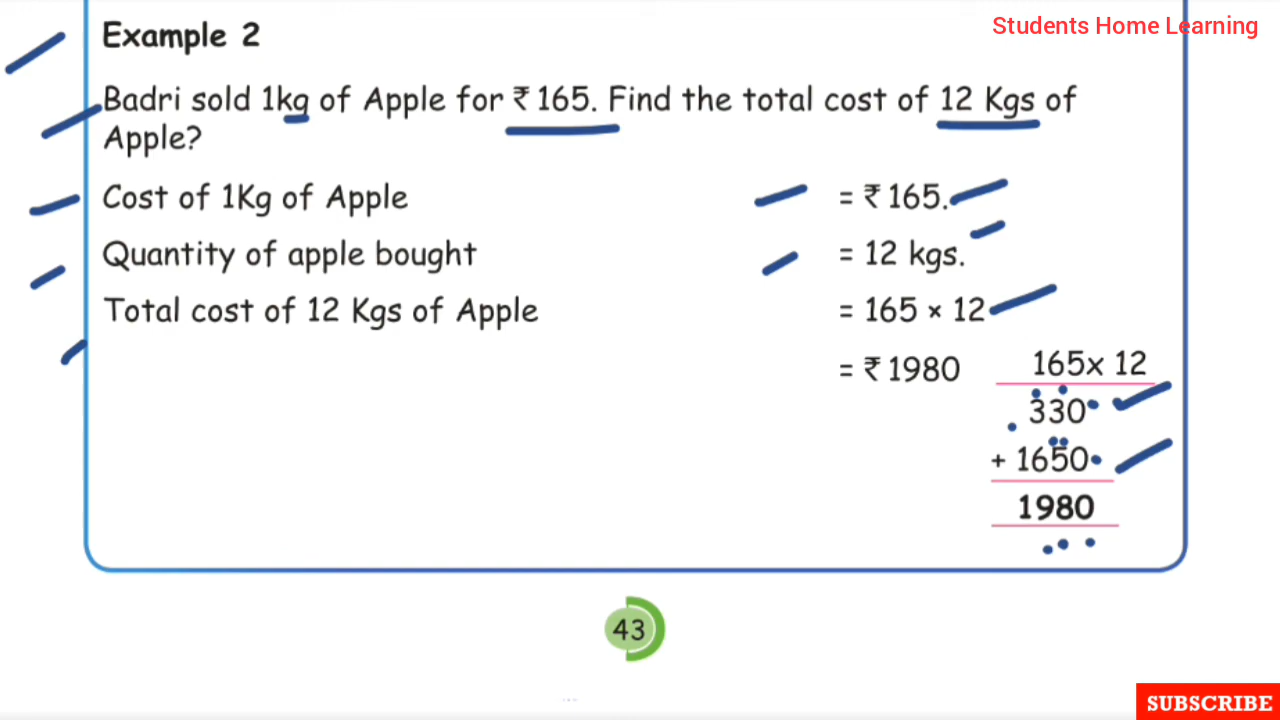 Students Home Learning
Example 2
Badri sold 1kg of Apple for ₹ 165. Find the total cost of 12 Kgs of
Apple?
Cost of 1Kg of Apple = ₹ 165.
Quantity of apple bought = 12 kgs.
Total cost of 12 Kgs of Apple = 165 × 12
= ₹ 1980
165x 12
330
+ 1650
1980
43
SUBSCRIBE